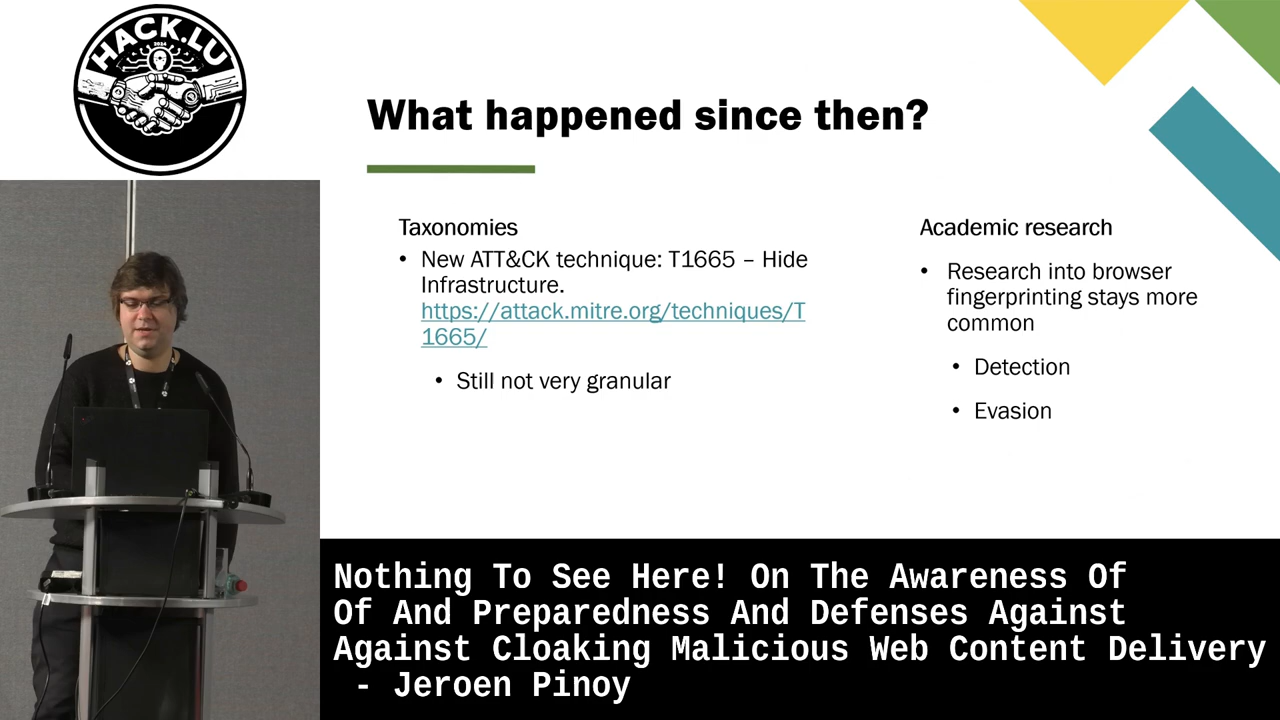 HACK.LU
2024
What happened since then?
Taxonomies
• New ATT&CK technique: T1665 – Hide
Infrastructure.
https://attack.mitre.org/techniques/T
1665/
• Still not very granular
Academic research
• Research into browser
fingerprinting stays more
common
• Detection
• Evasion
Nothing To See Here! On The Awareness Of
Of And Preparedness And Defenses Against
Against Cloaking Malicious Web Content Delivery
- Jeroen Pinoy